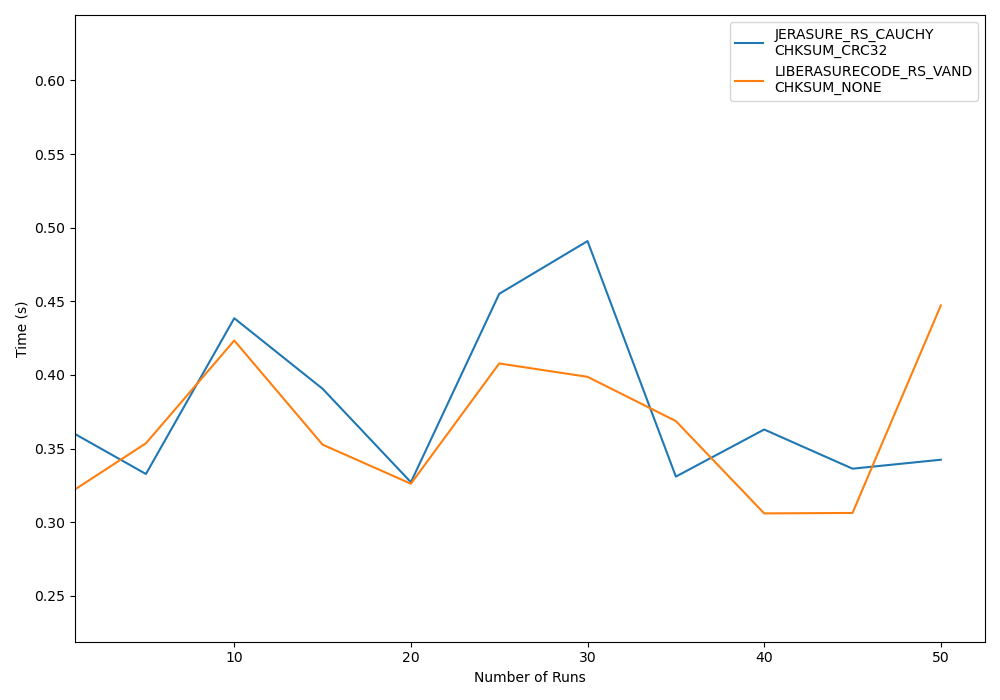 JERASURE_RS_CAUCHY
CHKSUM_CRC32
LIBERASURECODE_RS_VAND
CHKSUM_NONE
0.60
0.55
0.50
0.45
0.40
0.35
0.30
0.25
Time (s)
10 20 30 40 50
Number of Runs